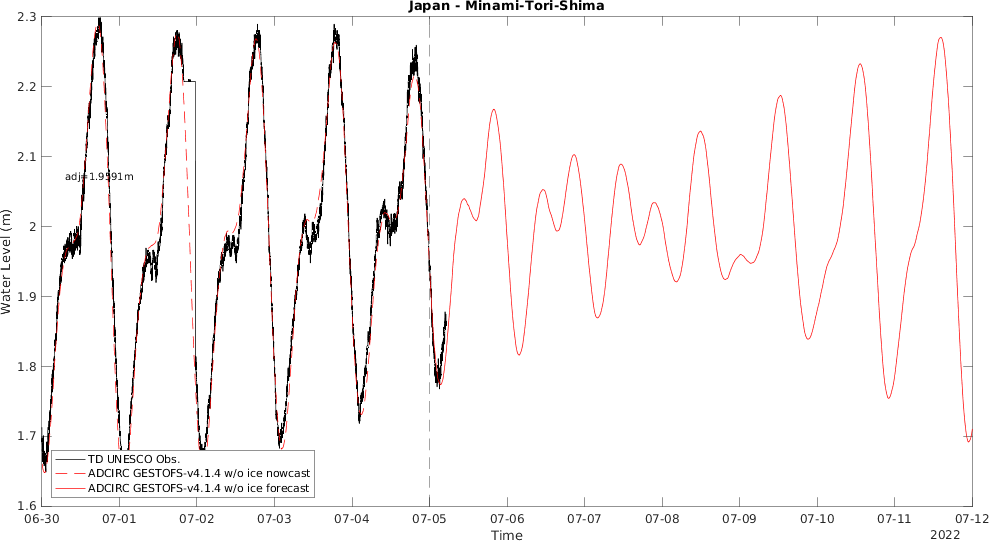 Japan - Minami-Tori-Shima
2.3
2.2
2.1
2
1.9
1.8
1.7
1.6
Water Level (m)
adj=1.9591m
TD UNESCO Obs.
ADCIRC GESTOFS-v4.1.4 w/o ice nowcast
ADCIRC GESTOFS-v4.1.4 w/o ice forecast
06-30 07-01 07-02 07-03 07-04 07-05 07-06 07-07 07-08 07-09 07-10 07-11 07-12
Time
2022